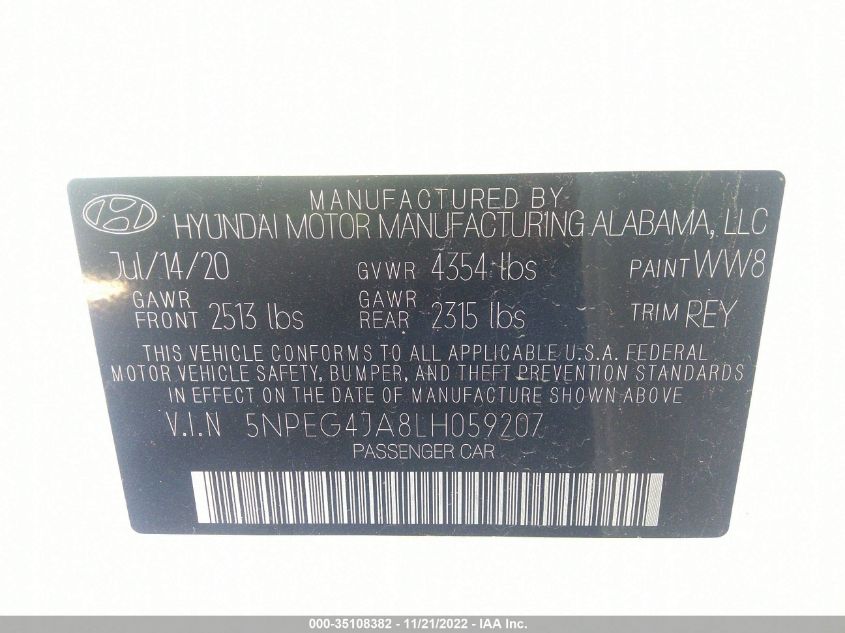 MANUFACTURED BY
HYUNDAI MOTOR MANUFACTURING ALABAMA, LLC
Jul/14/20 GVWR 4354 lbs PAINT WW8
GAWR FRONT 2513 lbs GAWR REAR 2315 lbs TRIM REY
THIS VEHICLE CONFORMS TO ALL APPLICABLE U.S.A. FEDERAL
MOTOR VEHICLE SAFETY, BUMPER, AND THEFT PREVENTION STANDARDS
IN EFFECT ON THE DATE OF MANUFACTURE SHOWN ABOVE
V.I.N 5NPEG4JA8LH059207
PASSENGER CAR
000-35108382 - 11/21/2022 - IAA Inc.